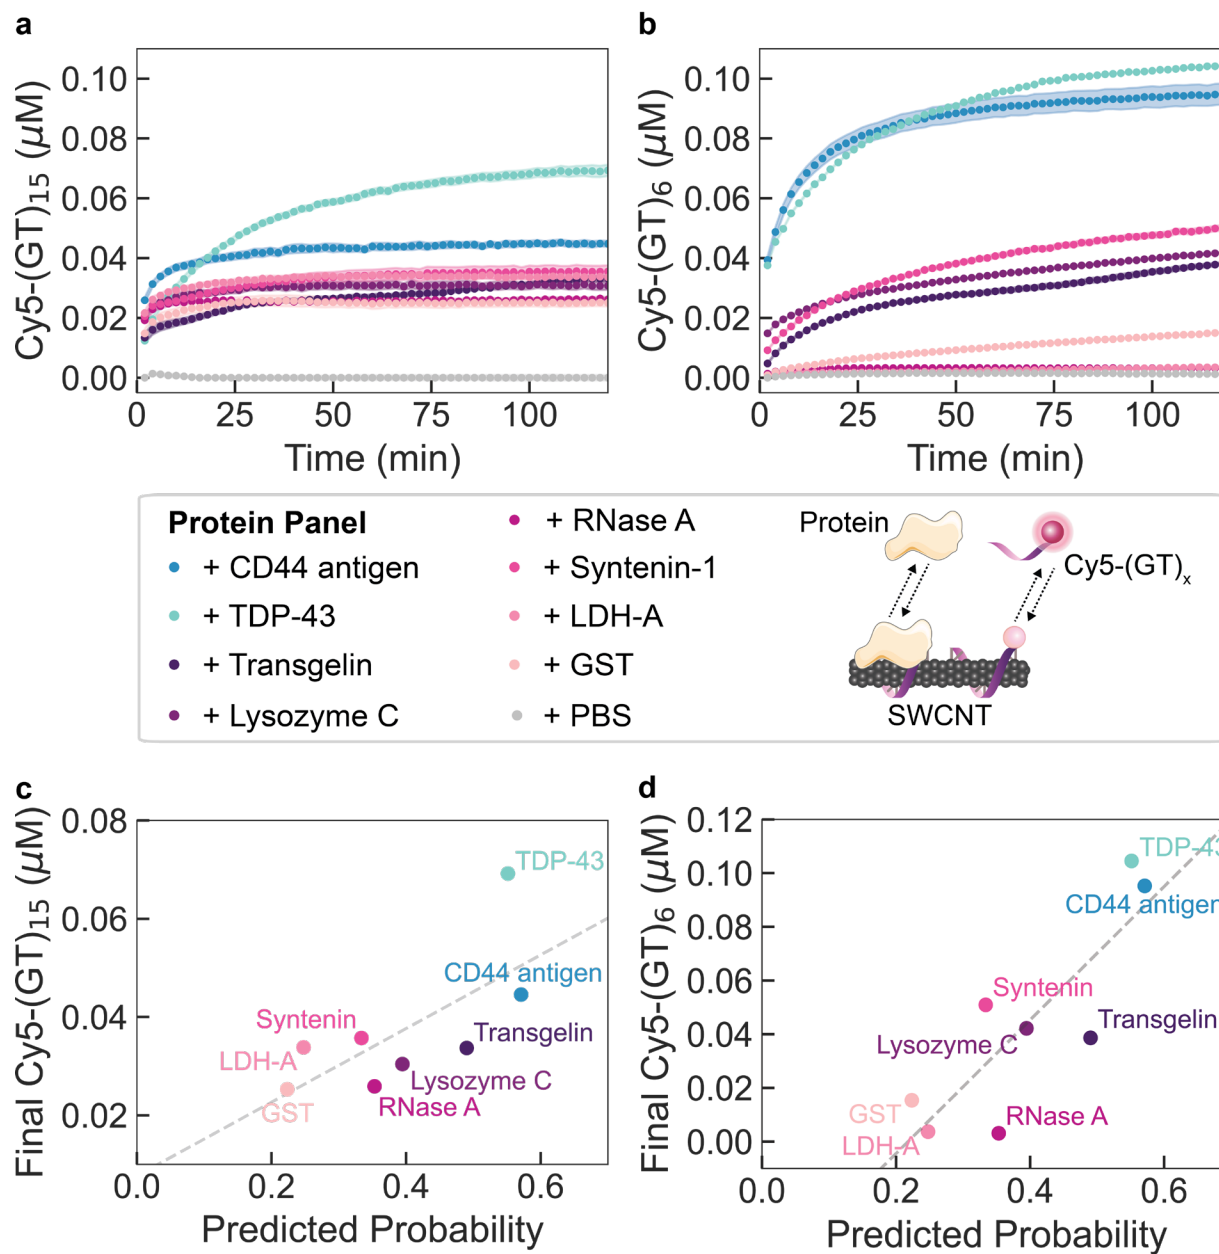 a
b
Cy5-(GT)₁₅ (μM)
0.10
0.08
0.06
0.04
0.02
0.00
0 25 50 75 100
Time (min)
Cy5-(GT)₆ (μM)
0.10
0.08
0.06
0.04
0.02
0.00
0 25 50 75 100
Time (min)
Protein Panel
+ CD44 antigen
+ TDP-43
+ Transgelin
+ Lysozyme C
+ RNase A
+ Syntenin-1
+ LDH-A
+ GST
+ PBS
Protein
Cy5-(GT)ₓ
SWCNT
c
d
Final Cy5-(GT)₁₅ (μM)
0.08
0.06
0.04
0.02
TDP-43
CD44 antigen
Syntenin
Transgelin
LDH-A
Lysozyme C
RNase A
GST
0.0 0.2 0.4 0.6
Predicted Probability
Final Cy5-(GT)₆ (μM)
0.12
0.10
0.08
0.06
0.04
0.02
0.00
TDP-43
CD44 antigen
Syntenin
Transgelin
Lysozyme C
GST
RNase A
LDH-A
0.0 0.2 0.4 0.6
Predicted Probability